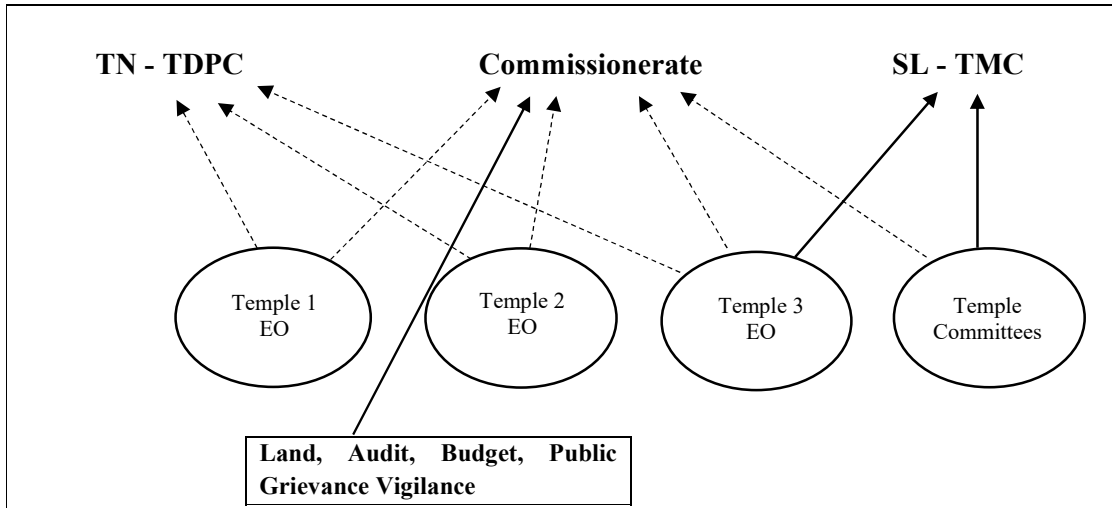 TN - TDPC
Commissionerate
SL - TMC
Temple 1
EO
Temple 2
EO
Temple 3
EO
Temple
Committees
Land, Audit, Budget, Public
Grievance Vigilance